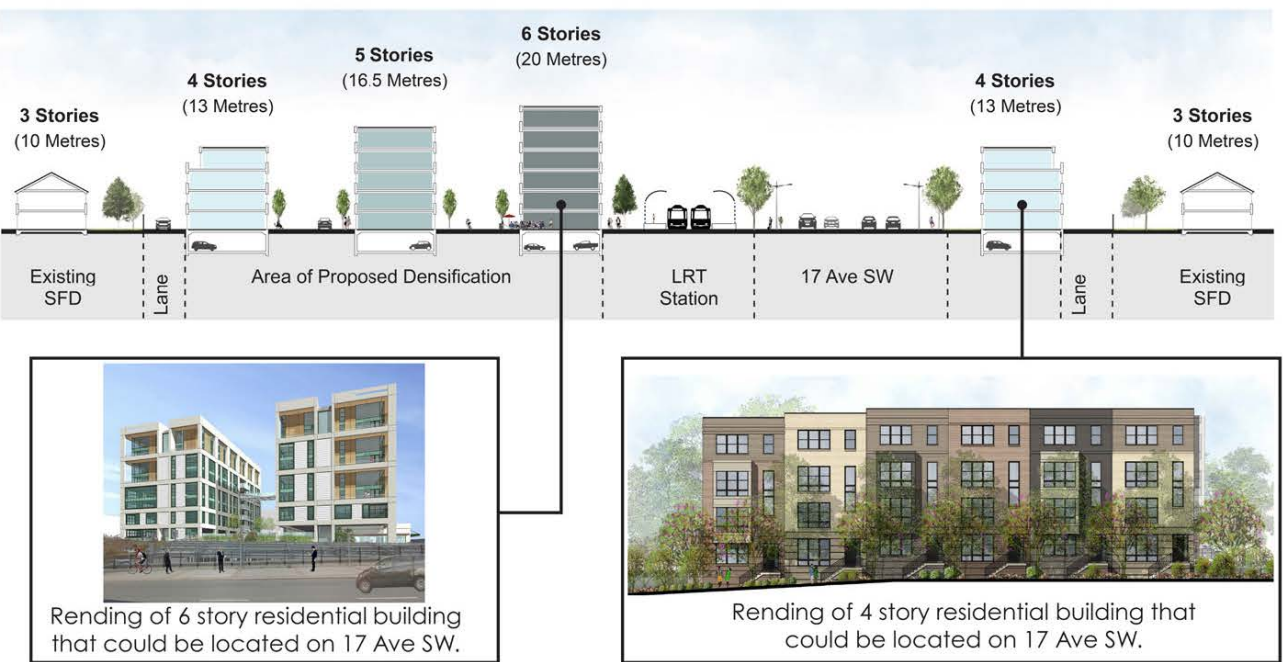 6 Stories
(20 Metres)
5 Stories
(16.5 Metres)
4 Stories
(13 Metres)
4 Stories
(13 Metres)
3 Stories
(10 Metres)
3 Stories
(10 Metres)
Existing
SFD
Lane
Area of Proposed Densification
LRT
Station
17 Ave SW
Lane
Existing
SFD
Rending of 6 story residential building
that could be located on 17 Ave SW.
Rending of 4 story residential building that
could be located on 17 Ave SW.